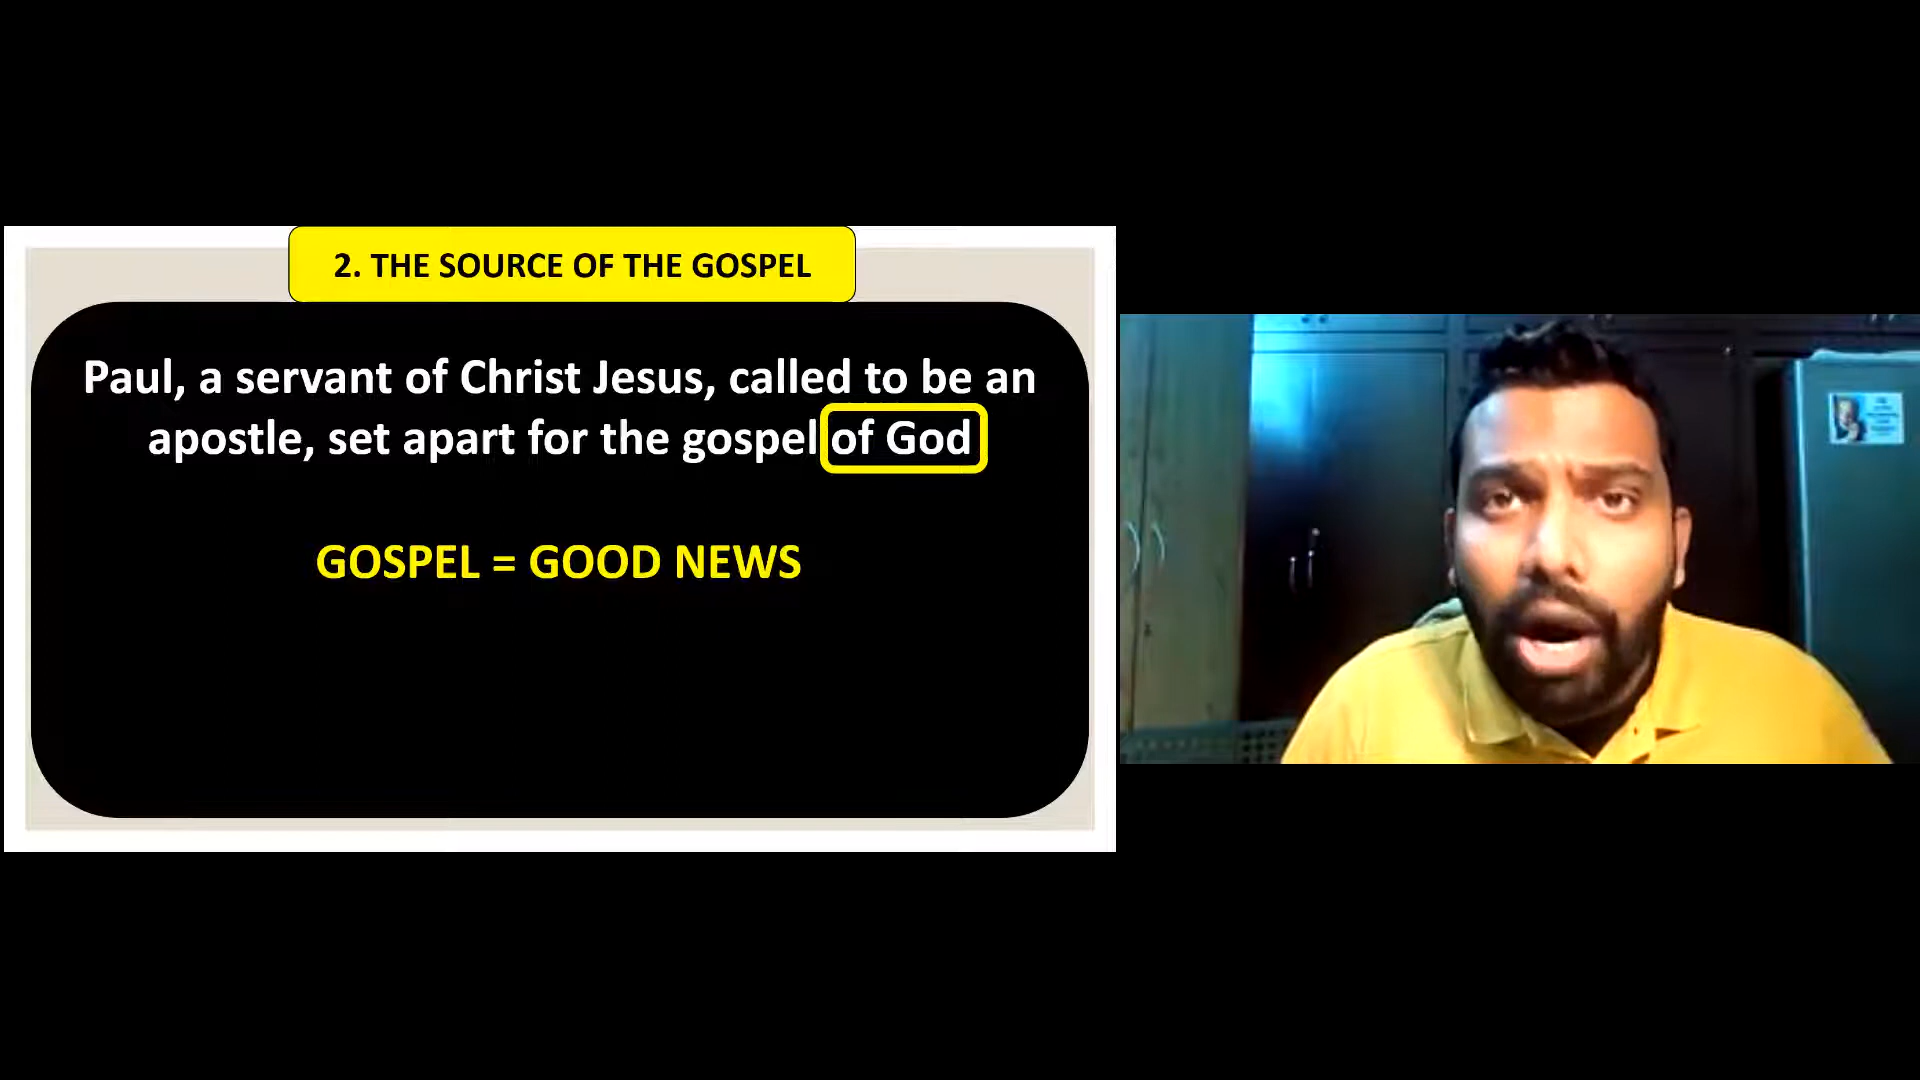 2. THE SOURCE OF THE GOSPEL
Paul, a servant of Christ Jesus, called to be an
apostle, set apart for the gospel of God
GOSPEL = GOOD NEWS